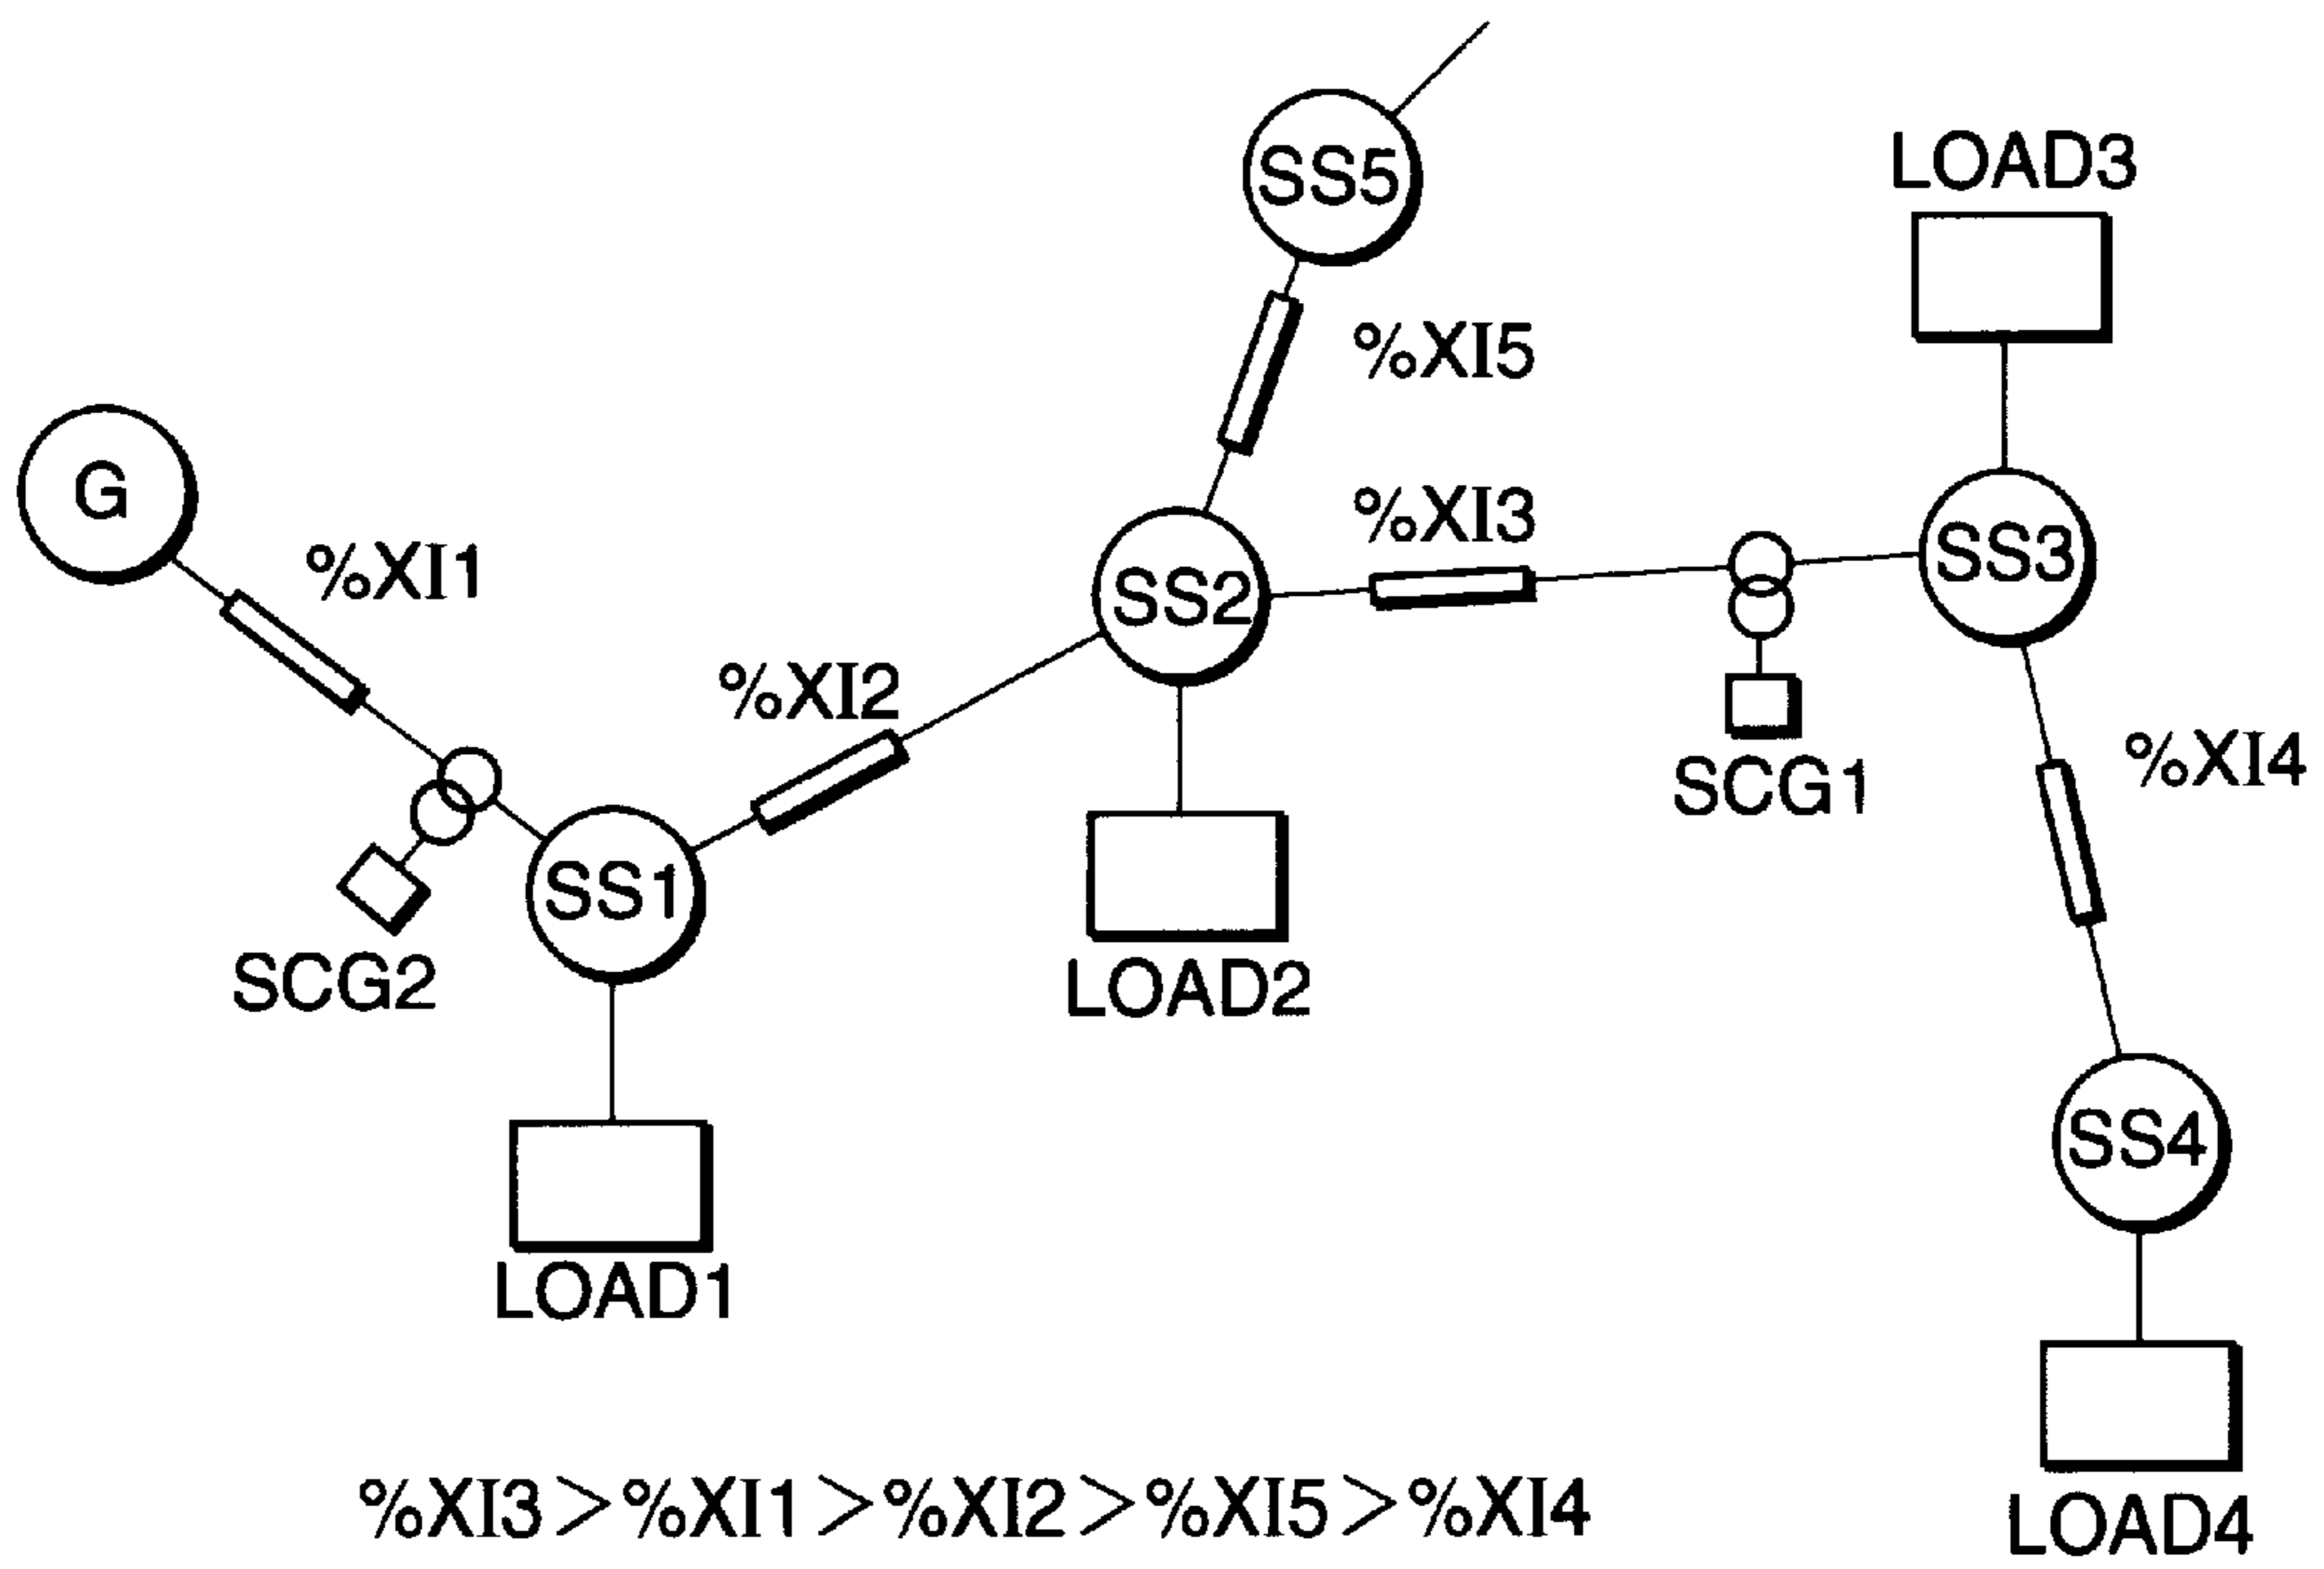 SS5
LOAD3
%XI5
G
%XI3
%XI1
SS3
SS2
%XI2
%XI4
SCG1
SS1
SCG2
LOAD2
SS4
LOAD1
%XI3>%XI1>%XI2>%XI5>%XI4
LOAD4